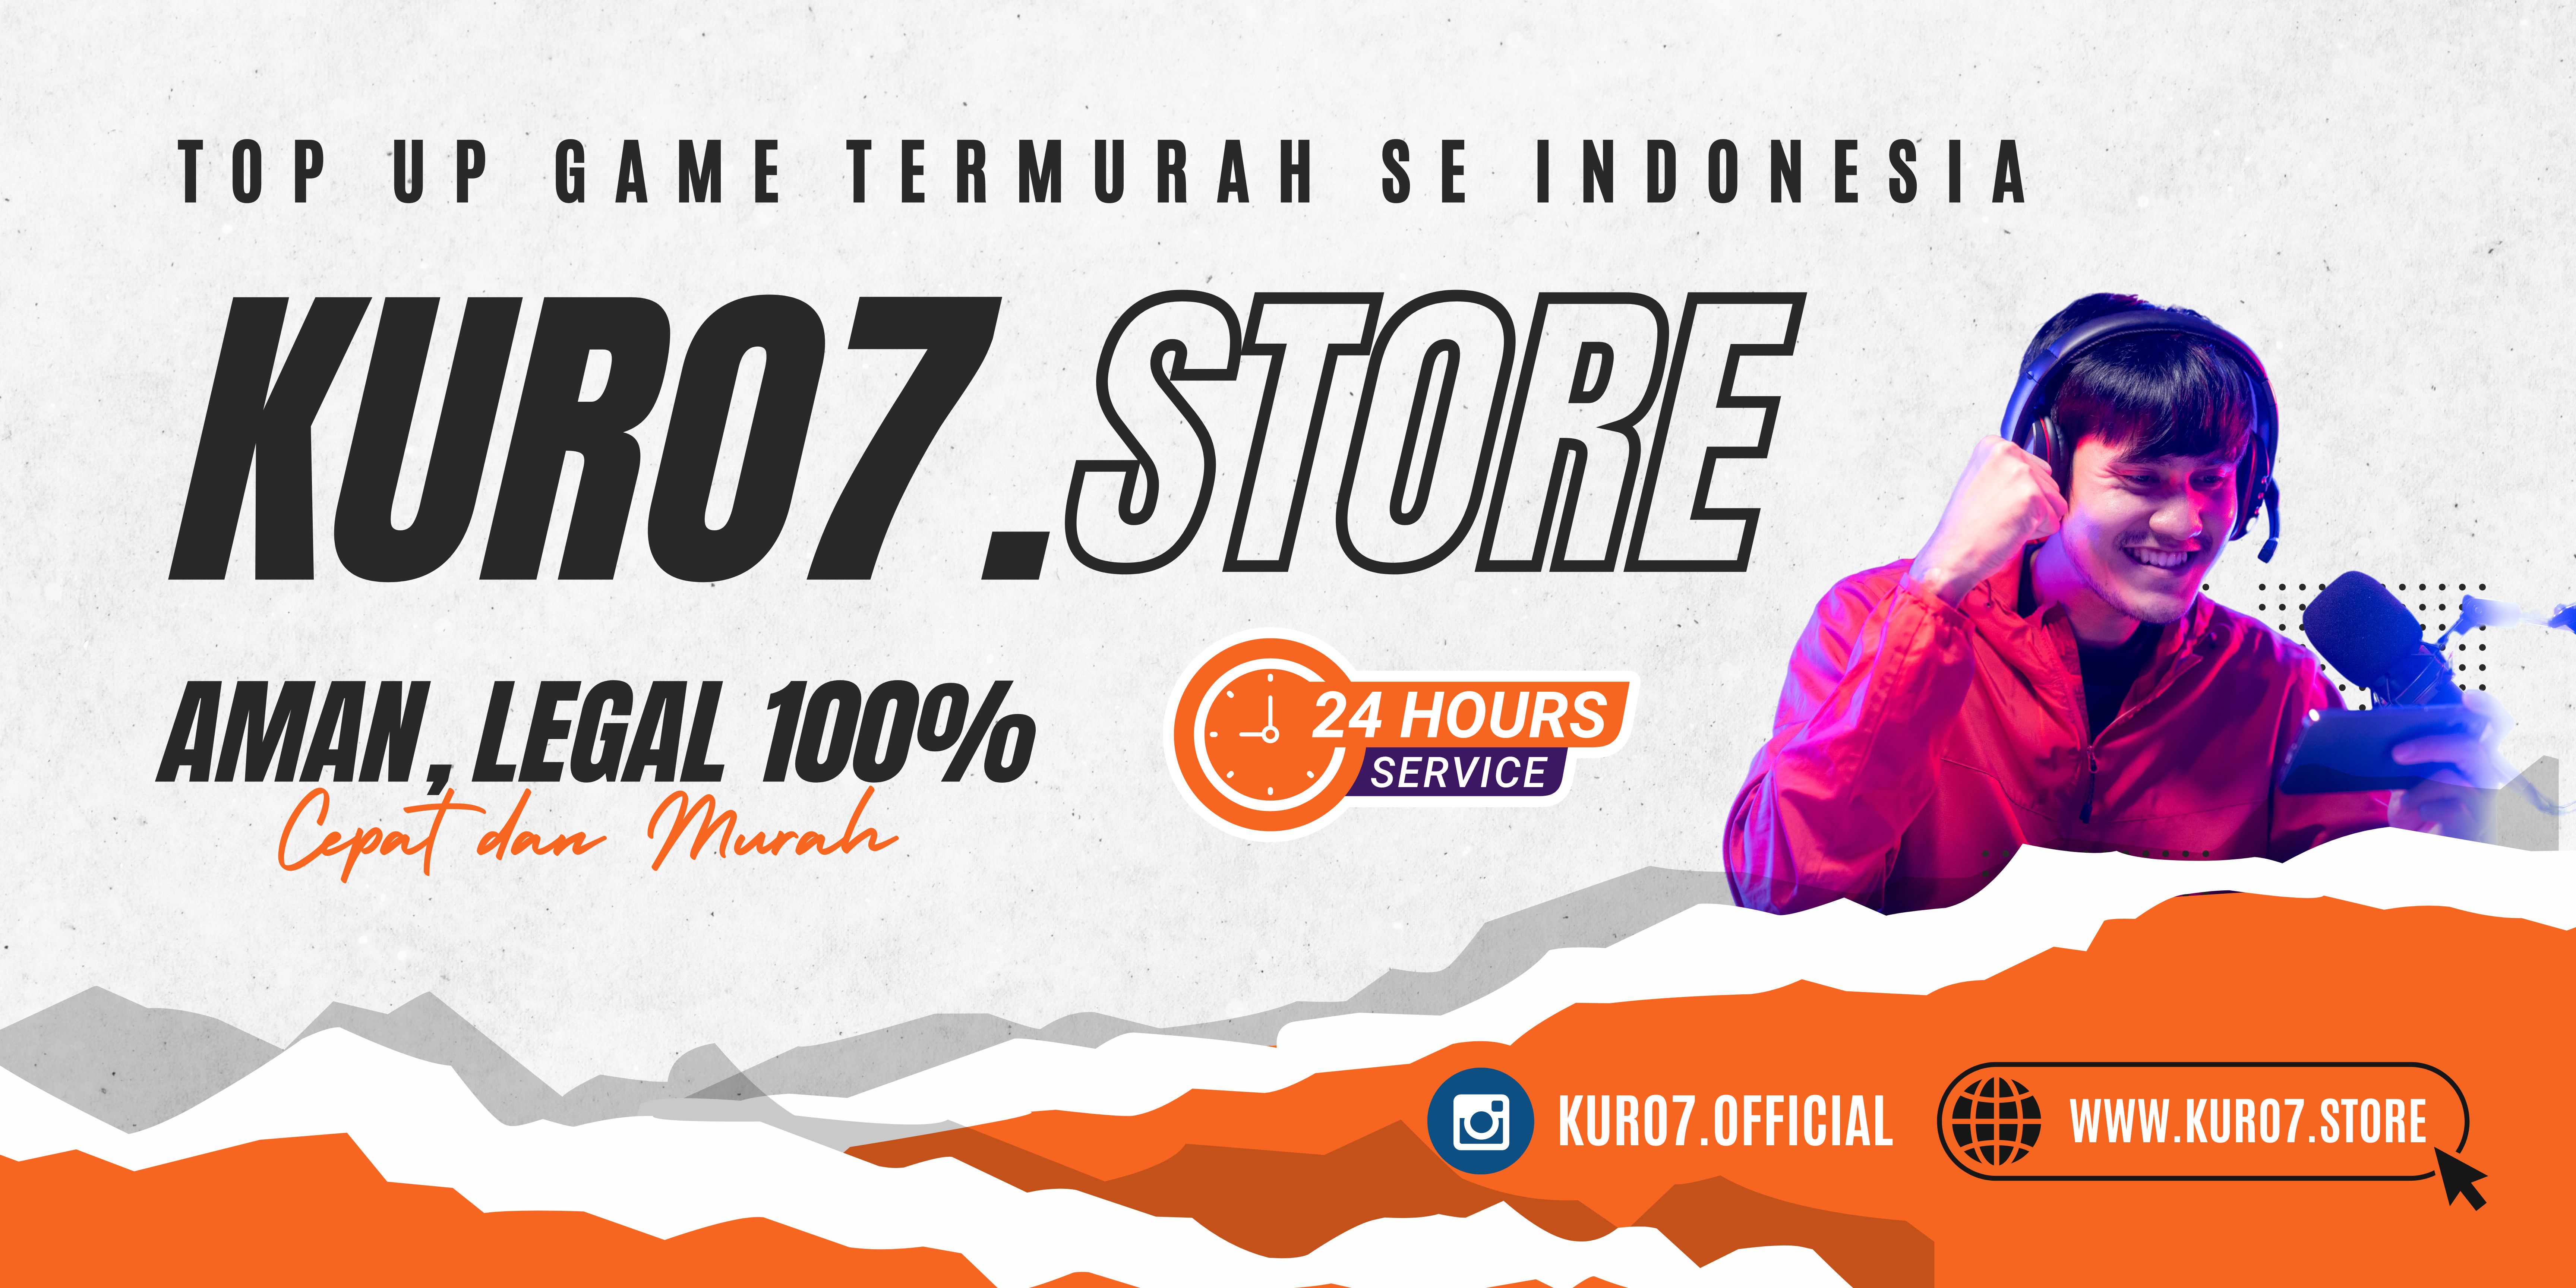 TOP UP GAME TERMURAH SE INDONESIA
KURO7.STORE
AMAN, LEGAL 100%
Cepat dan Murah
24 HOURS
SERVICE
KURO7.OFFICIAL
WWW.KURO7.STORE